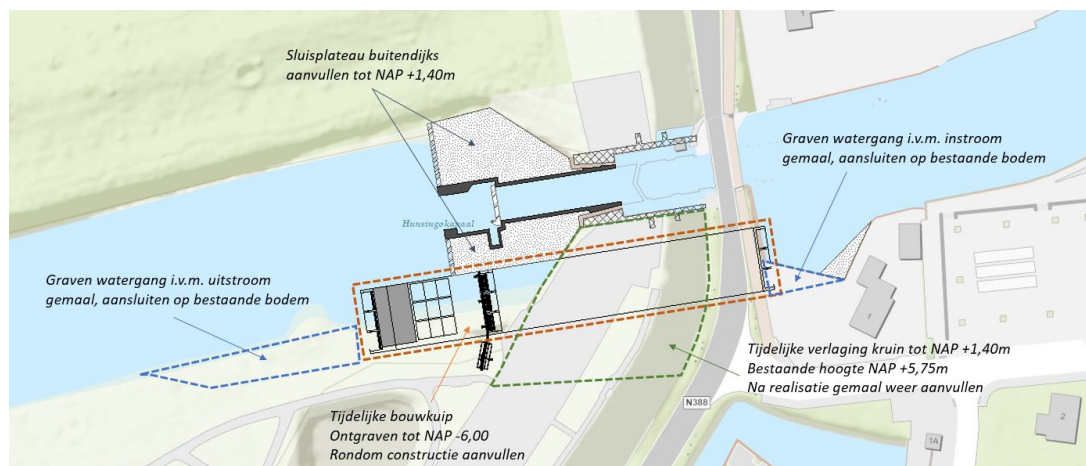 Sluisplateau buitendijks
aanvullen tot NAP +1,40m
Graven watergang i.v.m. instroom
gemaal, aansluiten op bestaande bodem
Hunsingokanaal
Graven watergang i.v.m. uitstroom
gemaal, aansluiten op bestaande bodem
1
Tijdelijke verlaging kruin tot NAP +1,40m
Bestaande hoogte NAP +5,75m
Na realisatie gemaal weer aanvullen
N388
Tijdelijke bouwkuip
Ontgraven tot NAP -6,00
Rondom constructie aanvullen
2
1A